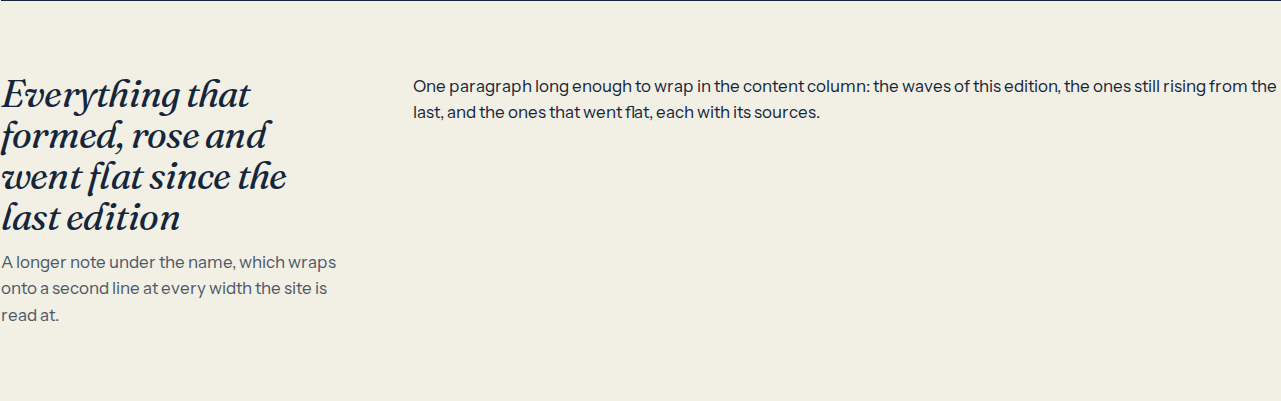 Everything that
formed, rose and
went flat since the
last edition
A longer note under the name, which wraps
onto a second line at every width the site is
read at.
One paragraph long enough to wrap in the content column: the waves of this edition, the ones still rising from the
last, and the ones that went flat, each with its sources.